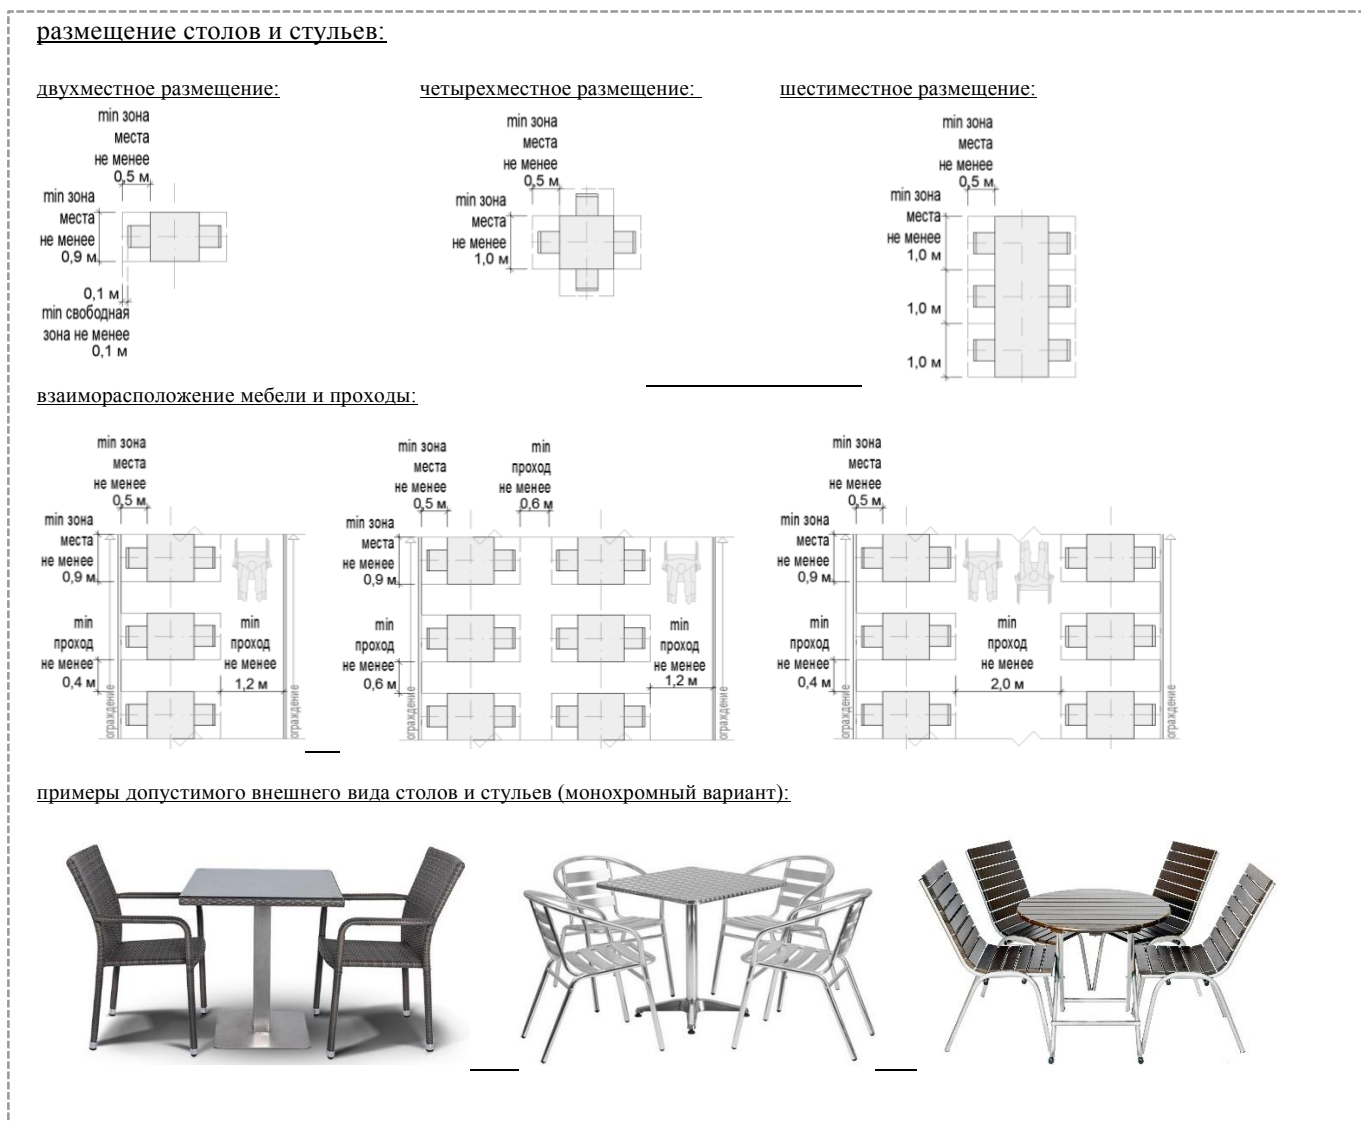 размещение столов и стульев:
двухместное размещение:
четырехместное размещение:
шестиместное размещение:
min зона
места
не менее
0,5 м
min зона
места
не менее
0,9 м
0,1 м
min свободная
зона не менее
0,1 м
min зона
места
не менее
0,5 м
min зона
места
не менее
1,0 м
min зона
места
не менее
0,5 м
min зона
места
не менее
1,0 м
1,0 м
1,0 м
взаиморасположение мебели и проходы:
min зона
места
не менее
0,5 м
min зона
места
не менее
0,9 м
min
проход
не менее
0,4 м
min
проход
не менее
1,2 м
ограждение
ограждение
min зона
места
не менее
0,5 м
min
проход
не менее
0,6 м
min зона
места
не менее
0,9 м
min
проход
не менее
0,6 м
min
проход
не менее
1,2 м
ограждение
ограждение
min зона
места
не менее
0,5 м
min зона
места
не менее
0,9 м
min
проход
не менее
0,4 м
min
проход
не менее
2,0 м
ограждение
ограждение
примеры допустимого внешнего вида столов и стульев (монохромный вариант):